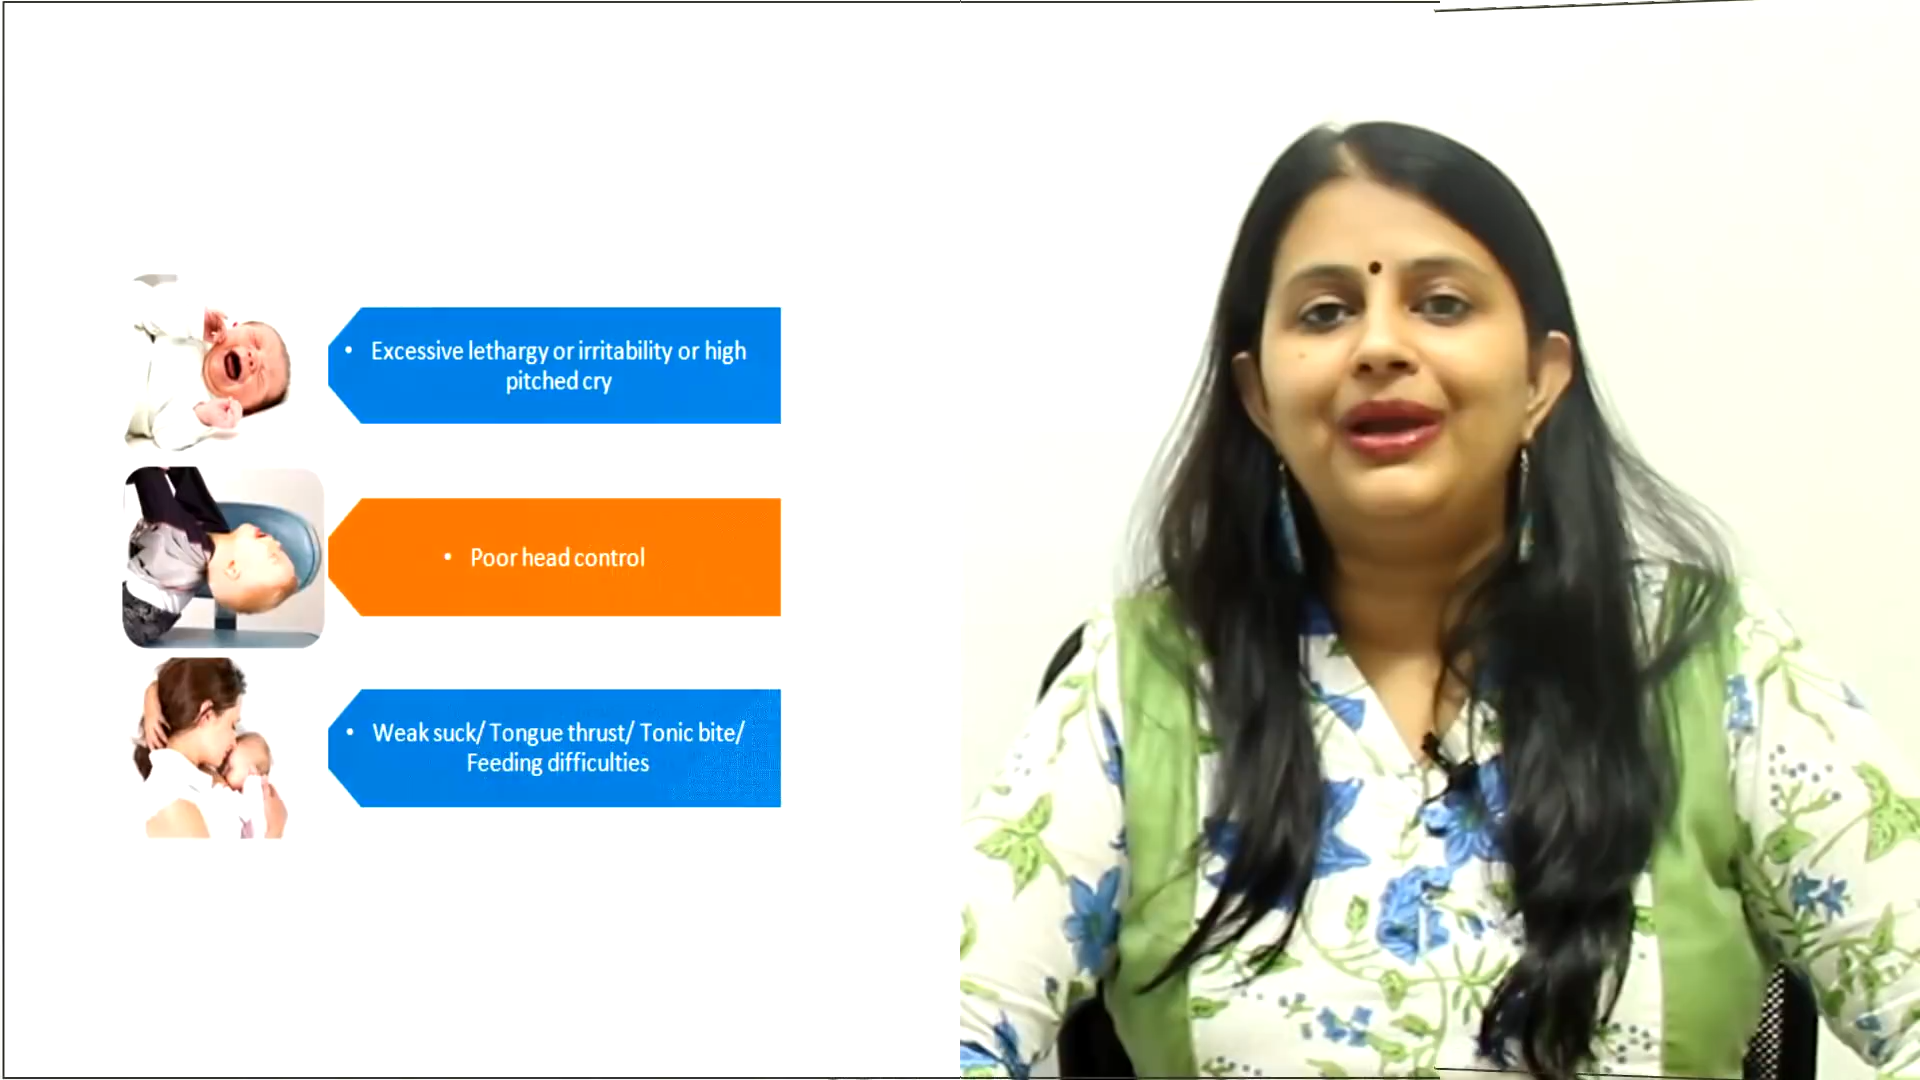 • Excessive lethargy or irritability or high
pitched cry
• Poor head control
• Weak suck/ Tongue thrust/ Tonic bite/
Feeding difficulties